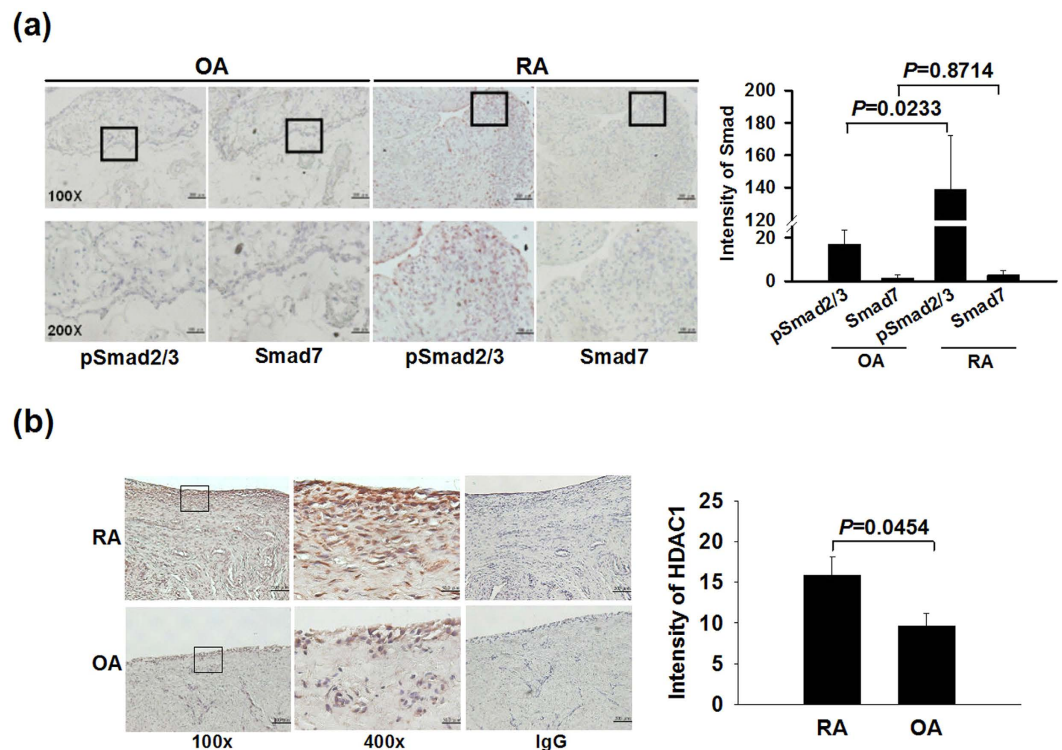 (a)
OA RA
100X
200X
pSmad2/3 Smad7 pSmad2/3 Smad7
Intensity of Smad
200
180
160
140
120
20
0
P=0.8714
P=0.0233
pSmad2/3 Smad7 pSmad2/3 Smad7
OA RA
(b)
RA
OA
100x 400x IgG
Intensity of HDAC1
25
20
15
10
5
0
P=0.0454
RA OA